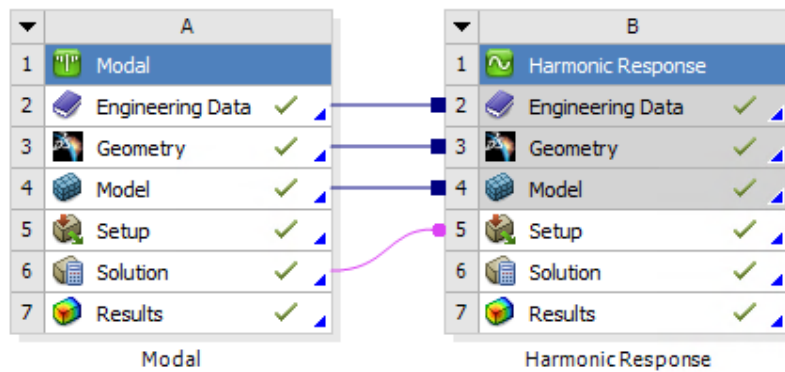 A
1 Modal
2 Engineering Data
3 Geometry
4 Model
5 Setup
6 Solution
7 Results
Modal
B
1 Harmonic Response
2 Engineering Data
3 Geometry
4 Model
5 Setup
6 Solution
7 Results
Harmonic Response